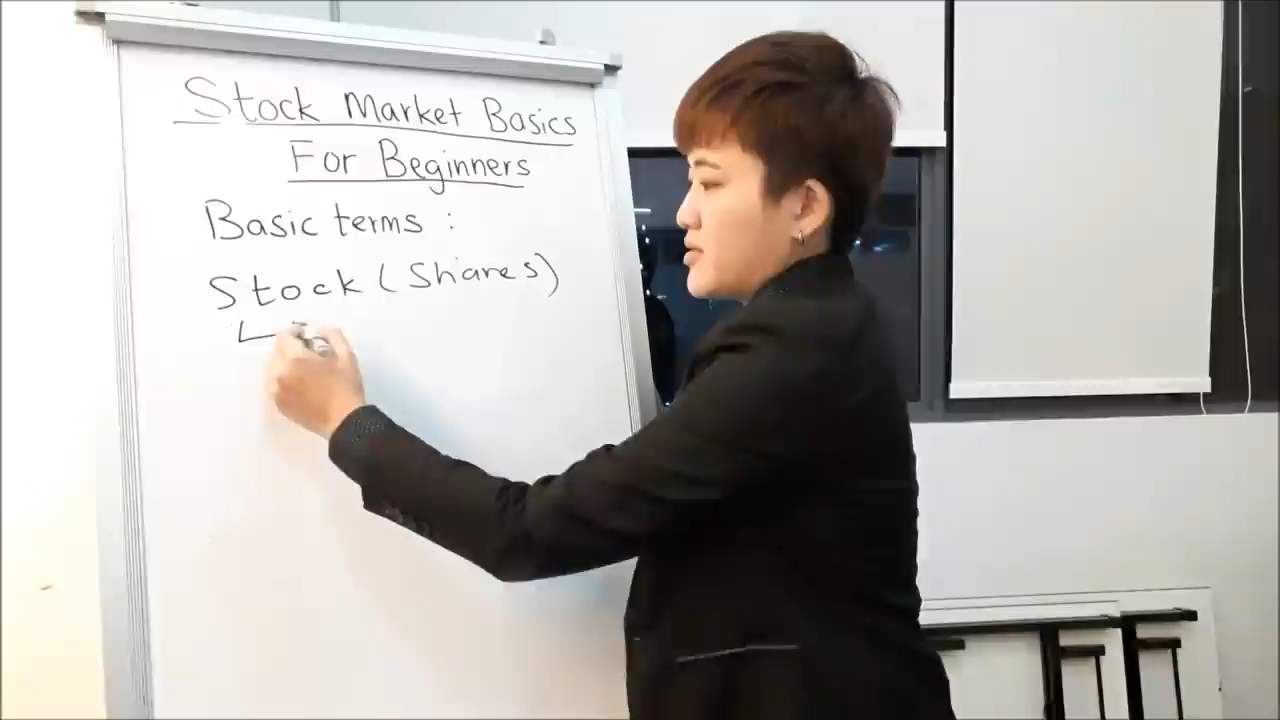 Stock Market Basics
For Beginners
Basic terms :
Stock (Shares)